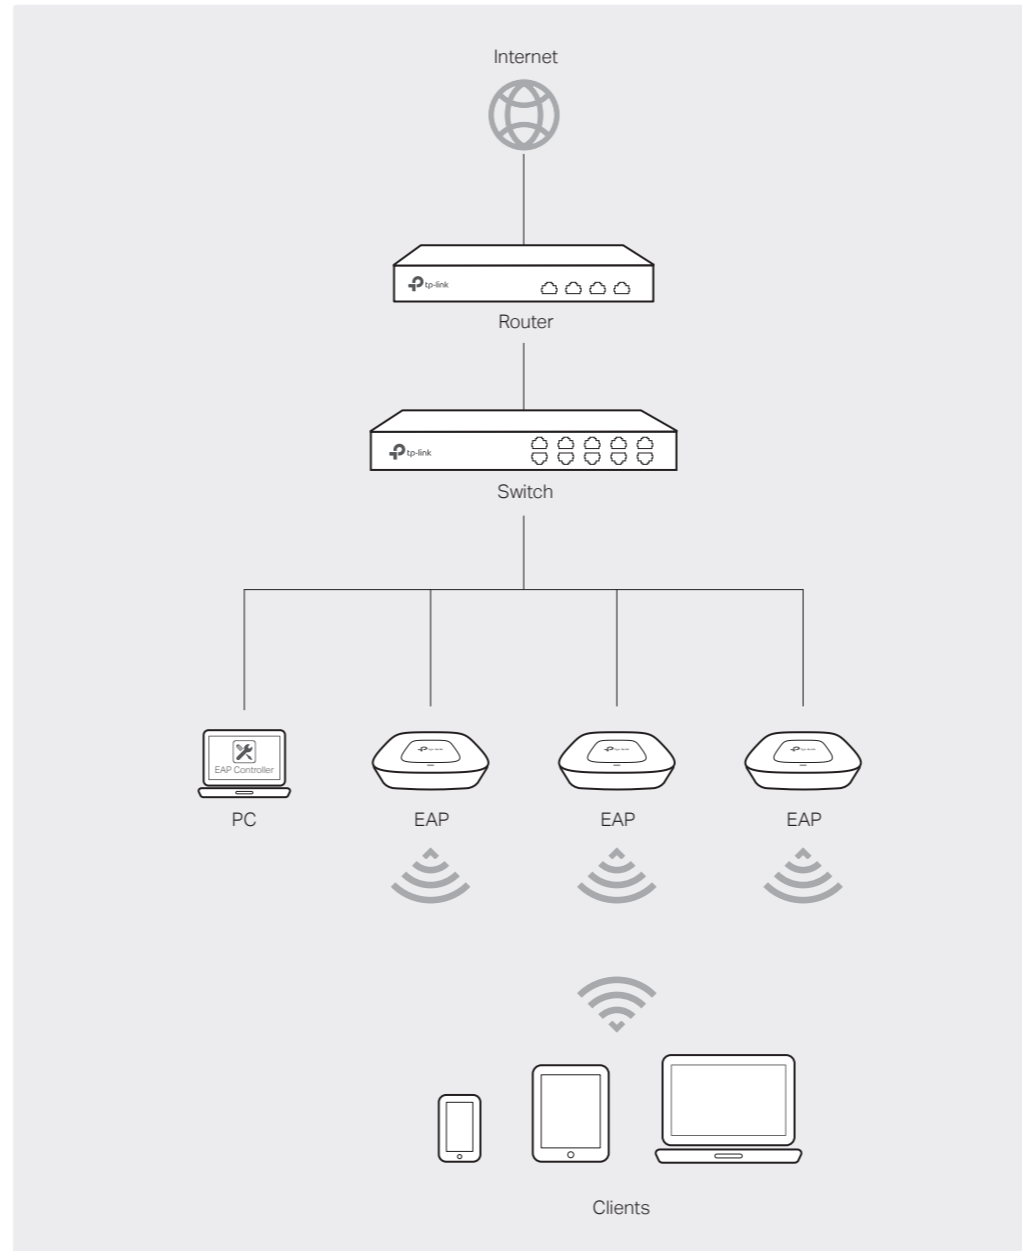 Internet
tp-link
Router
tp-link
Switch
EAP Controller
PC
EAP
EAP
EAP
Clients